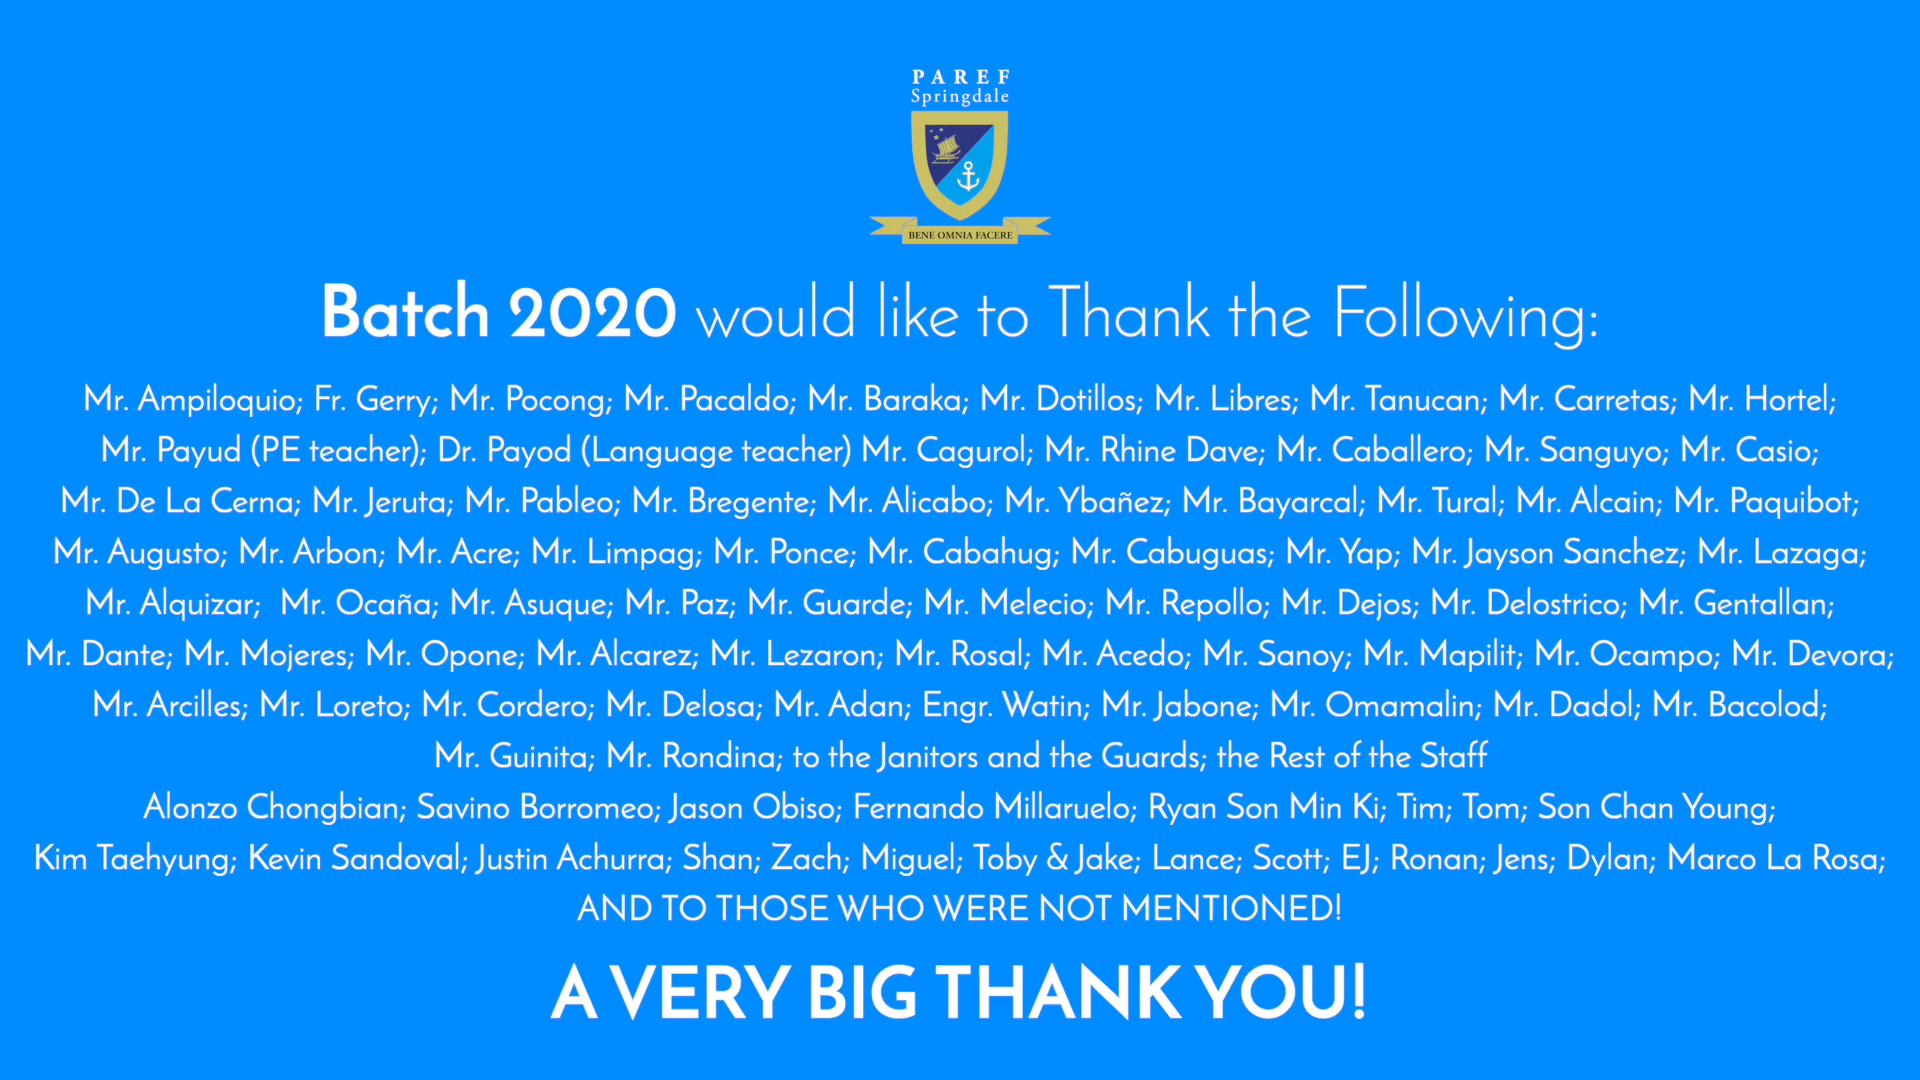 PAREF
Springdale
BENE OMNIA FACERE
Batch 2020 would like to Thank the Following:
Mr. Ampiloquio; Fr. Gerry; Mr. Pocong; Mr. Pacaldo; Mr. Baraka; Mr. Dotillos; Mr. Libres; Mr. Tanucan; Mr. Carretas; Mr. Hortel;
Mr. Payud (PE teacher); Dr. Payod (Language teacher) Mr. Cagurol; Mr. Rhine Dave; Mr. Caballero; Mr. Sanguyo; Mr. Casio;
Mr. De La Cerna; Mr. Jeruta; Mr. Pableo; Mr. Bregente; Mr. Alicabo; Mr. Ybañez; Mr. Bayarcal; Mr. Tural; Mr. Alcain; Mr. Paquibot;
Mr. Augusto; Mr. Arbon; Mr. Acre; Mr. Limpag; Mr. Ponce; Mr. Cabahug; Mr. Cabuguas; Mr. Yap; Mr. Jayson Sanchez; Mr. Lazaga;
Mr. Alquizar;  Mr. Ocaña; Mr. Asuque; Mr. Paz; Mr. Guarde; Mr. Melecio; Mr. Repollo; Mr. Dejos; Mr. Delostrico; Mr. Gentallan;
Mr. Dante; Mr. Mojeres; Mr. Opone; Mr. Alcarez; Mr. Lezaron; Mr. Rosal; Mr. Acedo; Mr. Sanoy; Mr. Mapilit; Mr. Ocampo; Mr. Devora;
Mr. Arcilles; Mr. Loreto; Mr. Cordero; Mr. Delosa; Mr. Adan; Engr. Watin; Mr. Jabone; Mr. Omamalin; Mr. Dadol; Mr. Bacolod;
Mr. Guinita; Mr. Rondina; to the Janitors and the Guards; the Rest of the Staff
Alonzo Chongbian; Savino Borromeo; Jason Obiso; Fernando Millaruelo; Ryan Son Min Ki; Tim; Tom; Son Chan Young;
Kim Taehyung; Kevin Sandoval; Justin Achurra; Shan; Zach; Miguel; Toby & Jake; Lance; Scott; EJ; Ronan; Jens; Dylan; Marco La Rosa;
AND TO THOSE WHO WERE NOT MENTIONED!
A VERY BIG THANK YOU!